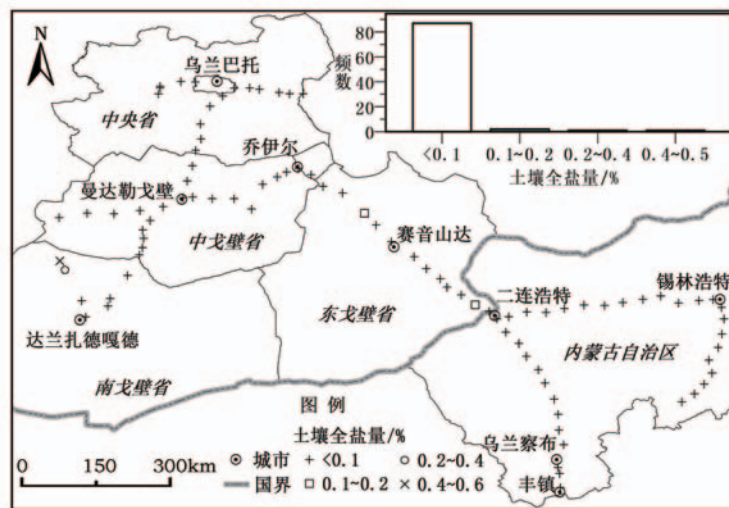 N
乌兰巴托
中央省
乔伊尔
曼达勒戈壁
中戈壁省
赛音山达
二连浩特
锡林浩特
东戈壁省
达兰扎德嘎德
内蒙古自治区
南戈壁省
乌兰察布
丰镇
频数
80
60
40
20
0
<0.1 0.1~0.2 0.2~0.4 0.4~0.5
土壤全盐量/%
图 例
土壤全盐量/%
城市 <0.1 0.2~0.4
国界 0.1~0.2 0.4~0.6
0 150 300km